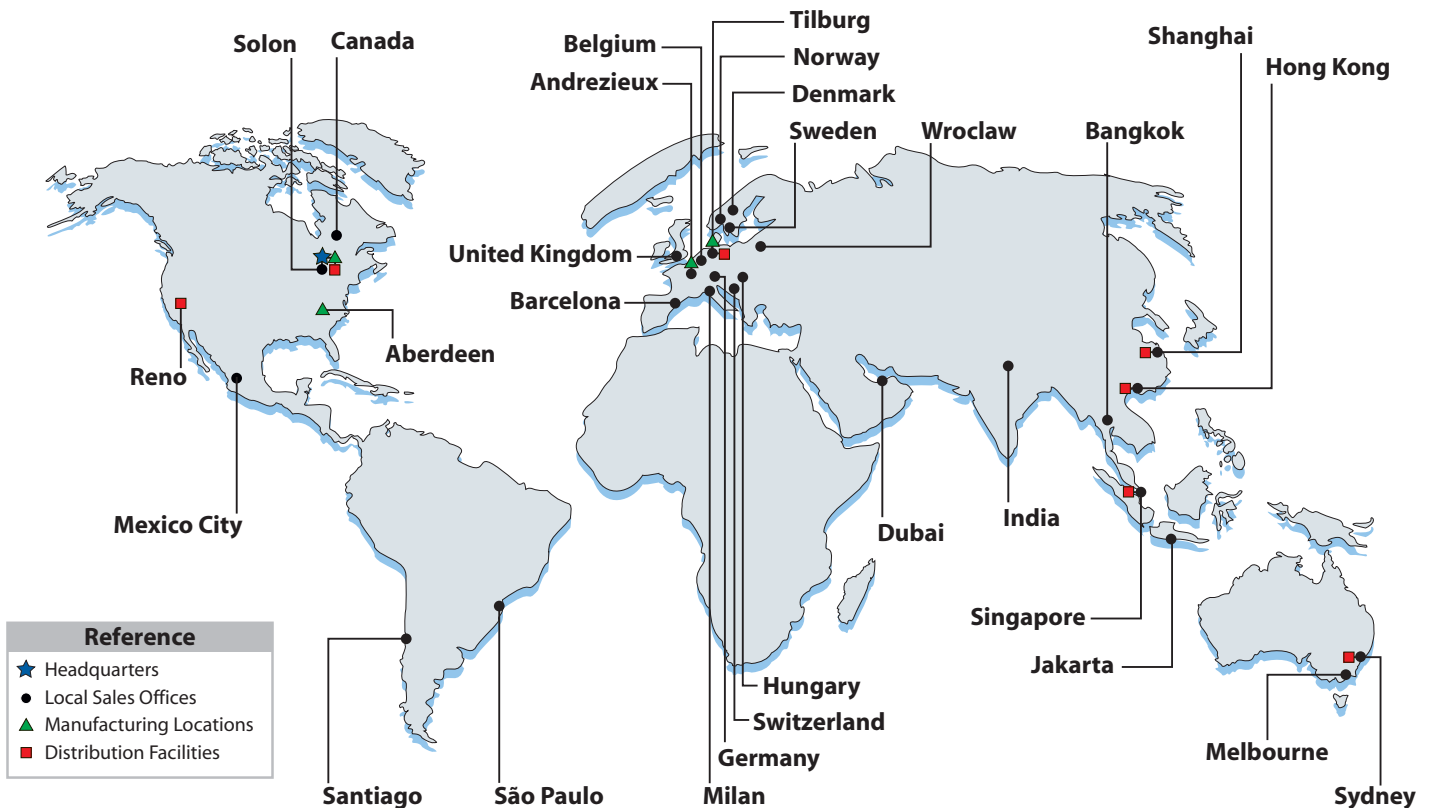 Tilburg
Belgium
Solon
Canada
Shanghai
Norway
Hong Kong
Andrezieux
Denmark
Sweden
Wroclaw
Bangkok
United Kingdom
Barcelona
Aberdeen
Reno
Mexico City
Dubai
India
Singapore
Jakarta
Reference
Headquarters
Local Sales Offices
Manufacturing Locations
Distribution Facilities
Hungary
Switzerland
Germany
Melbourne
Santiago
São Paulo
Milan
Sydney